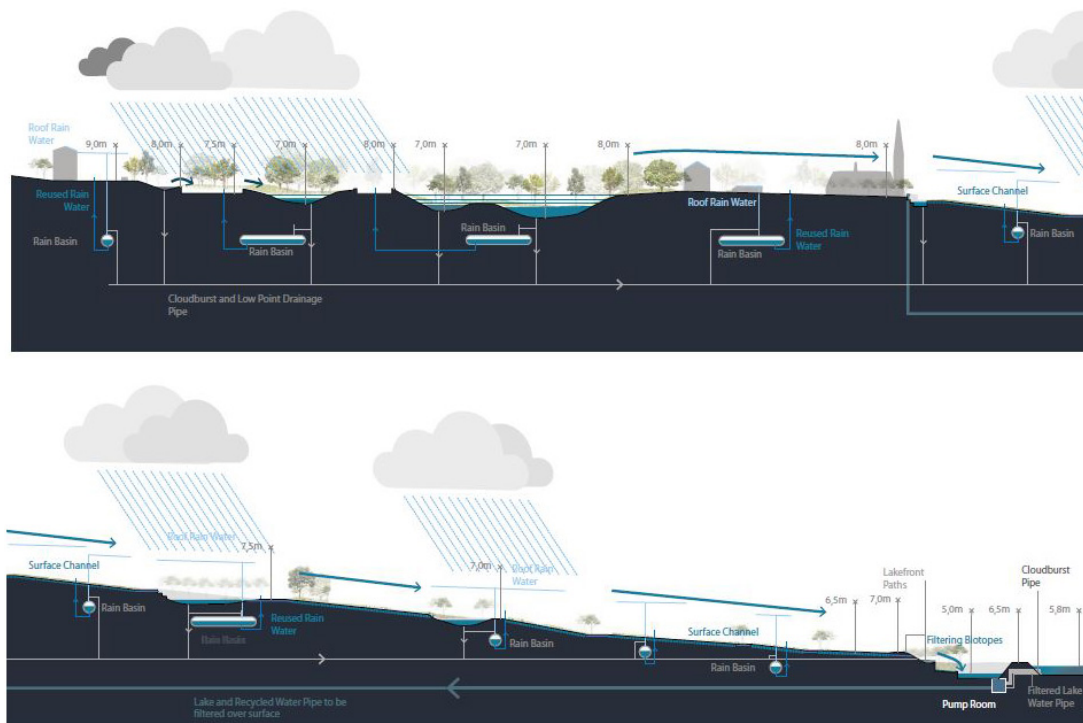 Roof Rain
Water
9,0m
8,0m
7,5m
7,0m
8,0m
7,0m
7,0m
8,0m
8,0m
Reused Rain
Water
Rain Basin
Rain Basin
Rain Basin
Roof Rain Water
Rain Basin
Reused Rain
Water
Surface Channel
Rain Basin
Cloudburst and Low Point Drainage
Pipe
Surface Channel
Rain Basin
Roof Rain Water
7,5m
Rain Basin
Reused Rain
Water
7,0m
Roof Rain
Water
Rain Basin
Surface Channel
Rain Basin
6,5m
7,0m
Lakefront
Paths
Cloudburst
Pipe
5,0m
6,5m
5,8m
Filtering Biotopes
Lake and Recycled Water Pipe to be
filtered over surface
Pump Room
Filtered Lake
Water Pipe